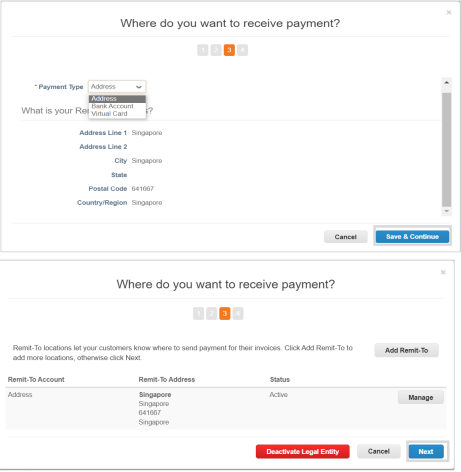 ×
Where do you want to receive payment?
1 2 3 4
* Payment Type Address
Address
Bank Account
Virtual Card
What is your Re ?
Address Line 1 Singapore
Address Line 2
City Singapore
State
Postal Code 641667
Country/Region Singapore
Cancel Save & Continue
×
Where do you want to receive payment?
1 2 3 4
Remit-To locations let your customers know where to send payment for their invoices. Click Add Remit-To to
add more locations, otherwise click Next.
Add Remit-To
Remit-To Account Remit-To Address Status
Address Singapore Active Manage
Singapore
641667
Singapore
Deactivate Legal Entity Cancel Next